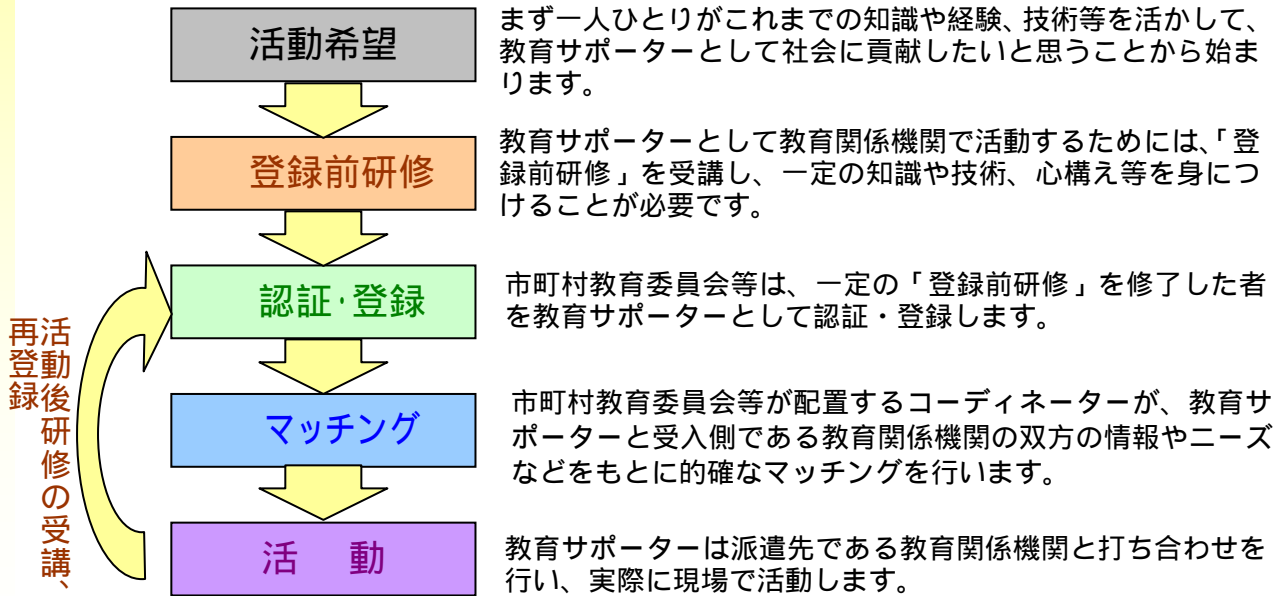 活動希望
まず一人ひとりがこれまでの知識や経験、技術等を活かして、
教育サポーターとして社会に貢献したいと思うことから始ま
ります。
登録前研修
教育サポーターとして教育関係機関で活動するためには、「登
録前研修」を受講し、一定の知識や技術、心構え等を身につ
けることが必要です。
認証・登録
市町村教育委員会等は、一定の「登録前研修」を修了した者
を教育サポーターとして認証・登録します。
マッチング
市町村教育委員会等が配置するコーディネーターが、教育サ
ポーターと受入側である教育関係機関の双方の情報やニーズ
などをもとに的確なマッチングを行います。
活　動
教育サポーターは派遣先である教育関係機関と打ち合わせを
行い、実際に現場で活動します。
活動後研修の受講、
再登録